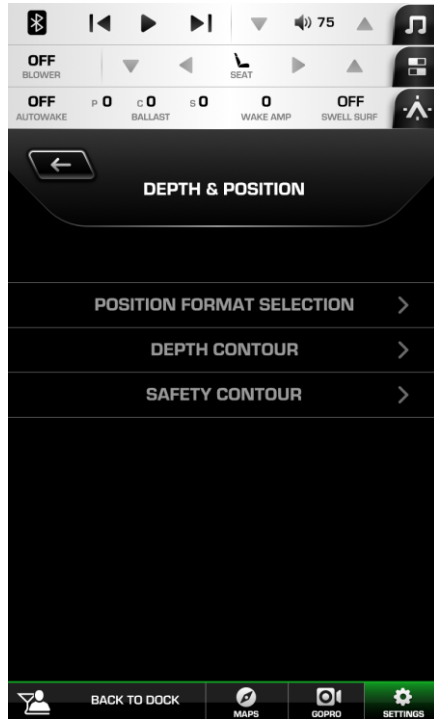 75
OFF
BLOWER
SEAT
OFF
AUTOWAKE
P 0 C 0 S 0
BALLAST
0
WAKE AMP
OFF
SWELL SURF
DEPTH & POSITION
POSITION FORMAT SELECTION
DEPTH CONTOUR
SAFETY CONTOUR
BACK TO DOCK
MAPS
GOPRO
SETTINGS